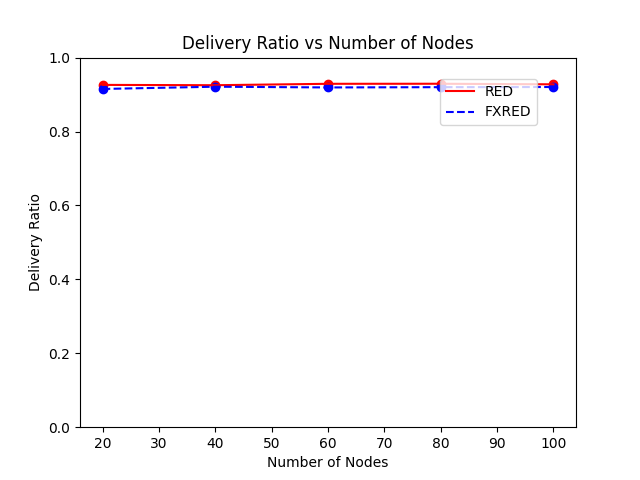 Delivery Ratio vs Number of Nodes
1.0
0.8
0.6
0.4
0.2
0.0
Delivery Ratio
RED
FXRED
20 30 40 50 60 70 80 90 100
Number of Nodes